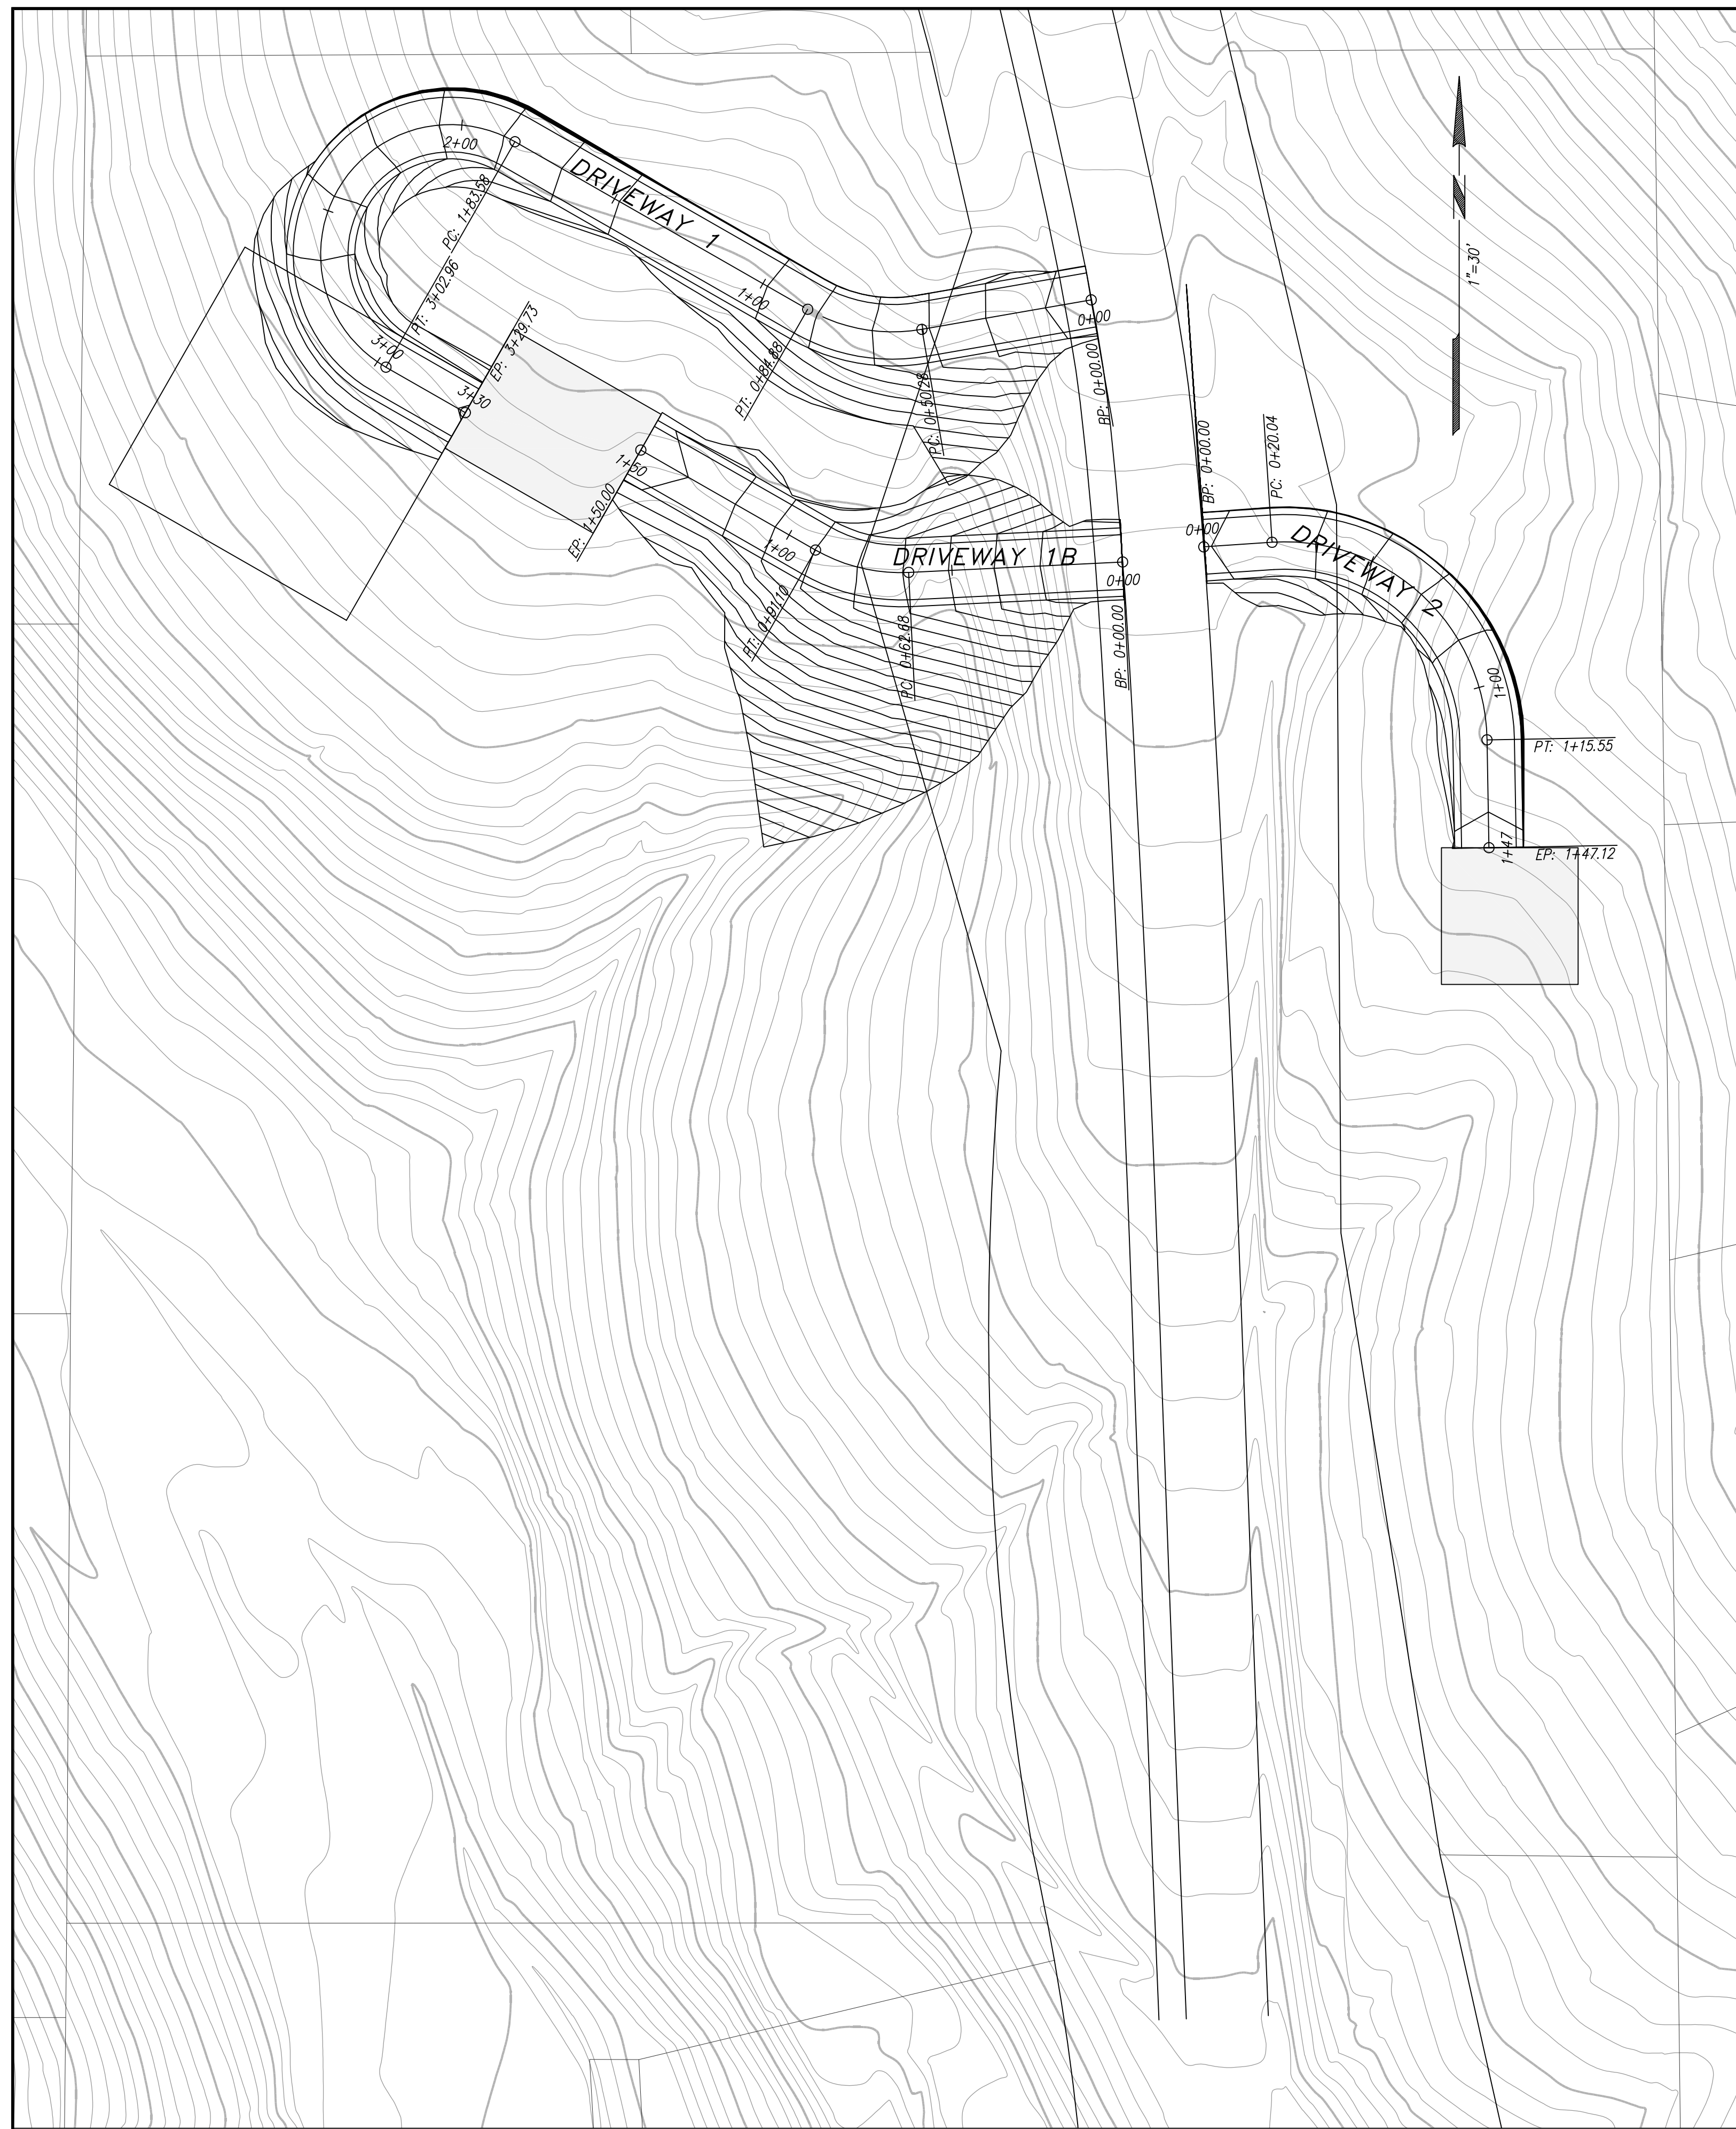 2+00
DRIVEWAY 1
PC: 1+83.58
PT: 3+02.96
3+00
EP: 3+29.73
3+30
1+00
PT: 0+84.88
PC: 0+50.28
0+00
BP: 0+00.00
1"=30'
N
1+50
EP: 1+50.00
1+00
PT: 0+91.10
DRIVEWAY 1B
PC: 0+62.68
0+00
BP: 0+00.00
BP: 0+00.00
0+00
PC: 0+20.04
DRIVEWAY 2
1+00
PT: 1+15.55
1+47
EP: 1+47.12